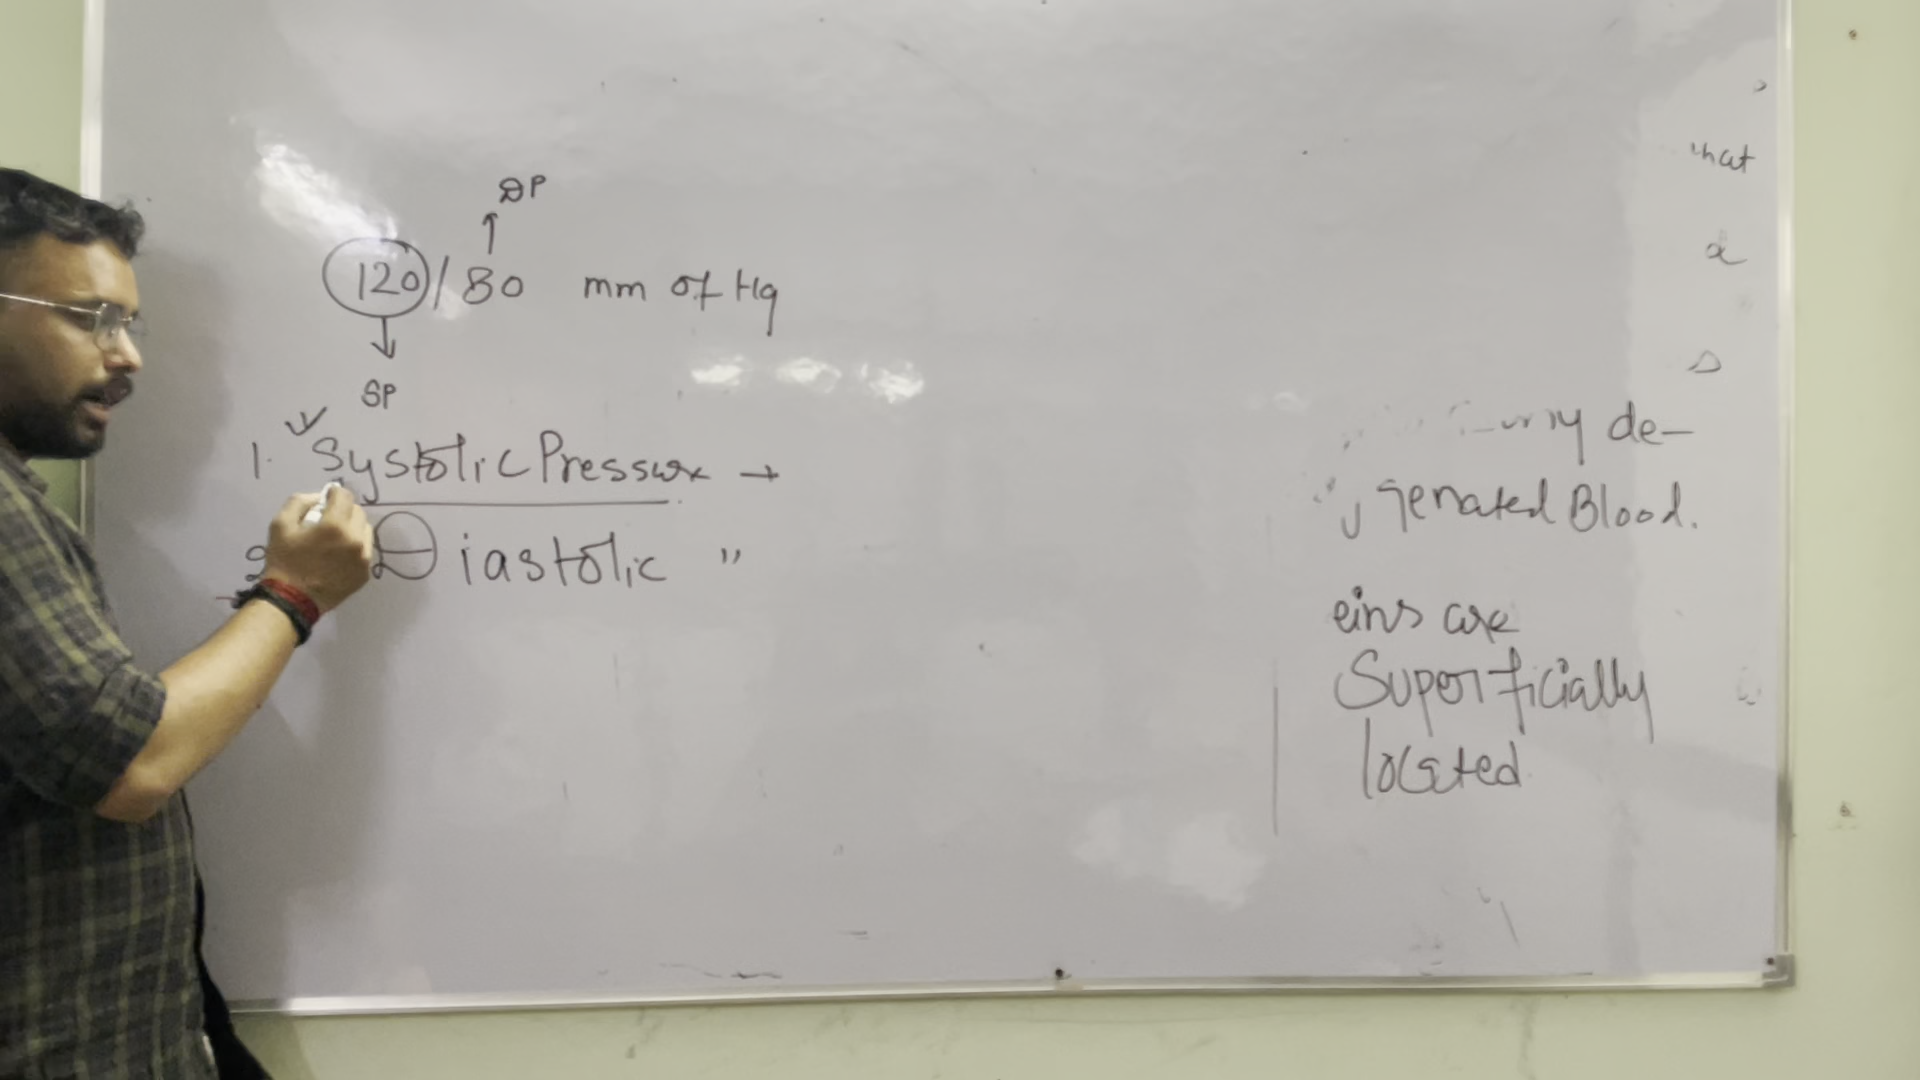 DP
↑
120/80 mm of Hg
↓
SP
1. Systolic Pressure →
2. Diastolic "
hat
a
de-
genated Blood.
eins are
Superficially
located